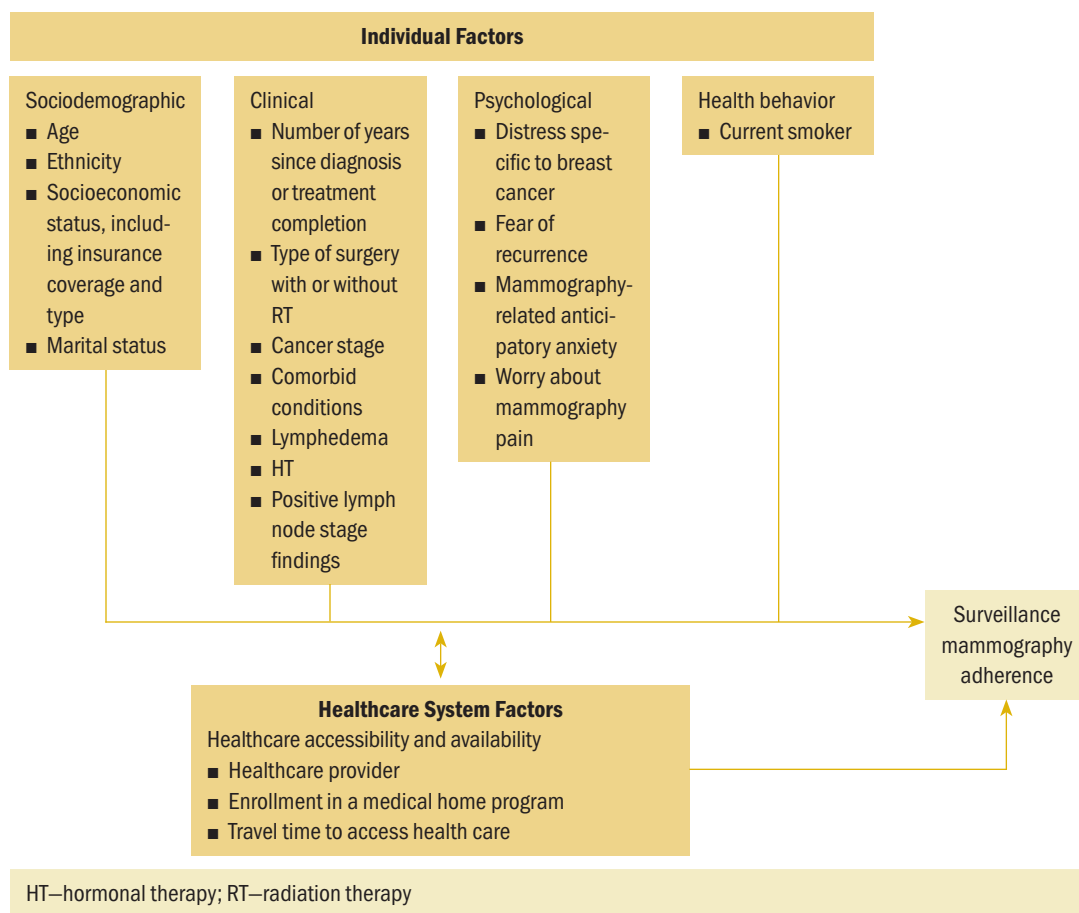 Individual Factors
Sociodemographic
■ Age
■ Ethnicity
■ Socioeconomic
status, includ-
ing insurance
coverage and
type
■ Marital status
Clinical
■ Number of years
since diagnosis
or treatment
completion
■ Type of surgery
with or without
RT
■ Cancer stage
■ Comorbid
conditions
■ Lymphedema
■ HT
■ Positive lymph
node stage
findings
Psychological
■ Distress spe-
cific to breast
cancer
■ Fear of
recurrence
■ Mammography-
related antici-
patory anxiety
■ Worry about
mammography
pain
Health behavior
■ Current smoker
Surveillance
mammography
adherence
Healthcare System Factors
Healthcare accessibility and availability
■ Healthcare provider
■ Enrollment in a medical home program
■ Travel time to access health care
HT—hormonal therapy; RT—radiation therapy